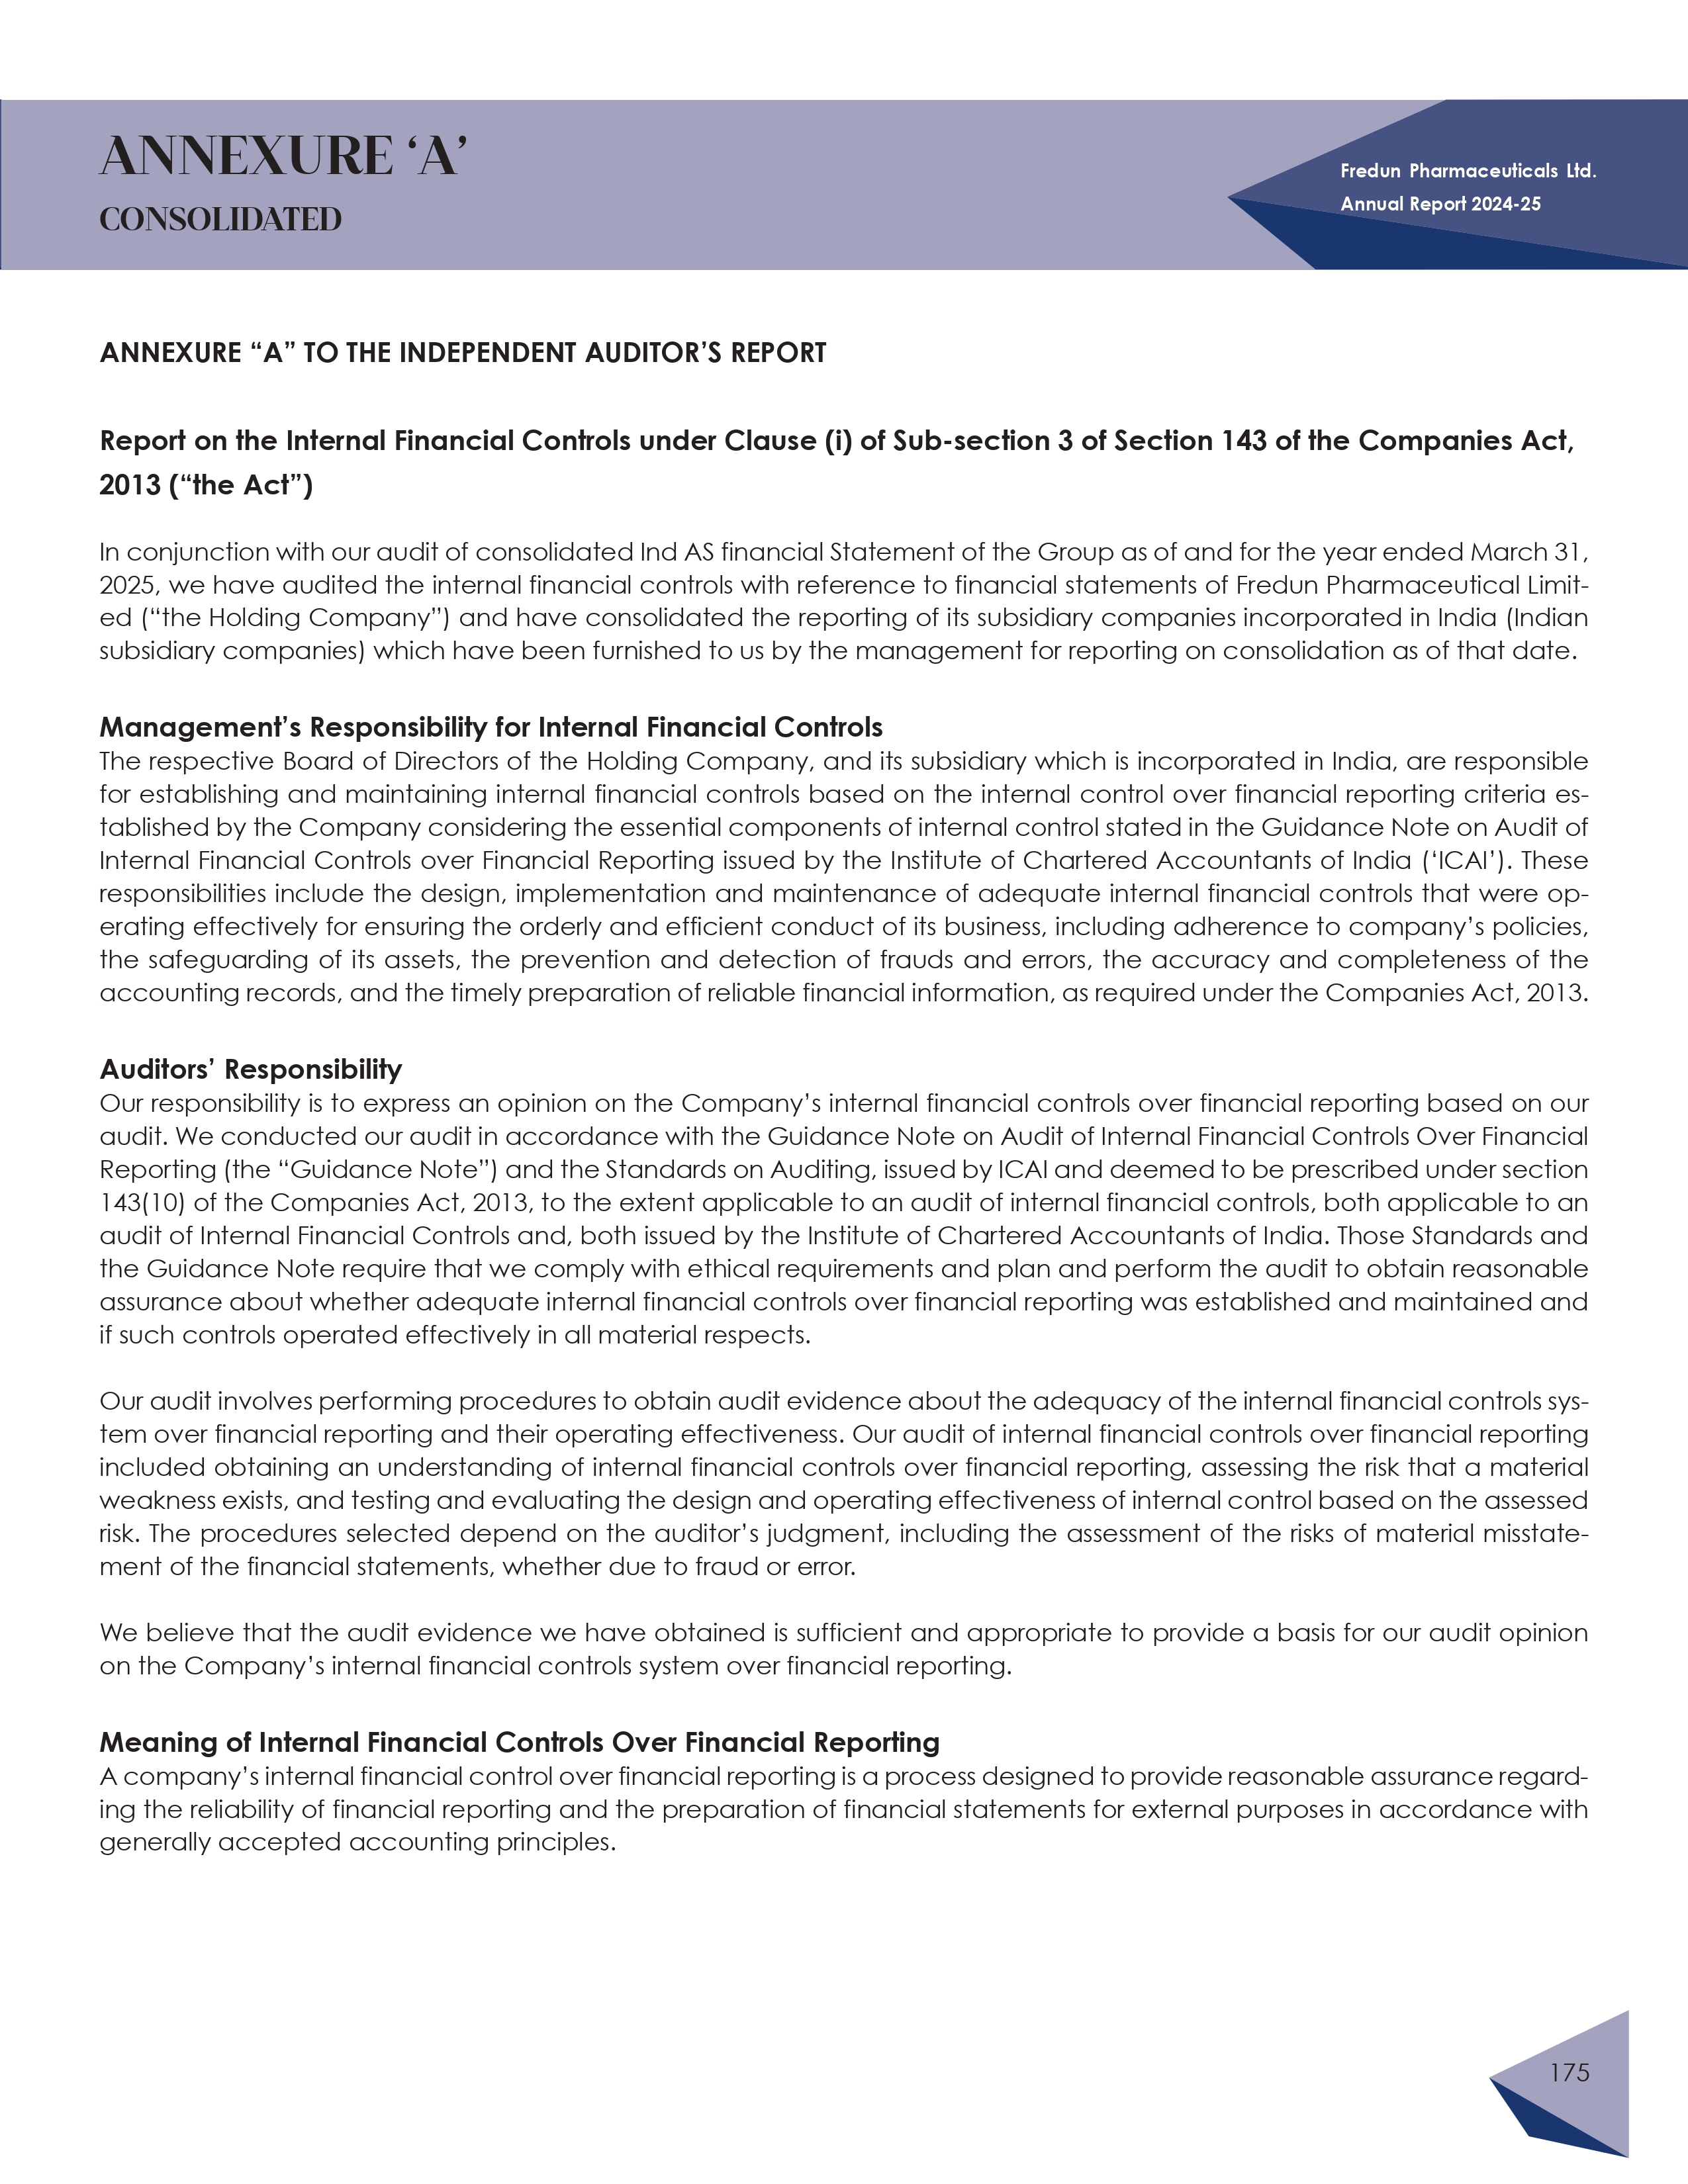 ANNEXURE ‘A’
CONSOLIDATED
Fredun Pharmaceuticals Ltd.
Annual Report 2024-25
ANNEXURE “A” TO THE INDEPENDENT AUDITOR’S REPORT
Report on the Internal Financial Controls under Clause (i) of Sub-section 3 of Section 143 of the Companies Act,
2013 (“the Act”)
In conjunction with our audit of consolidated Ind AS financial Statement of the Group as of and for the year ended March 31,
2025, we have audited the internal financial controls with reference to financial statements of Fredun Pharmaceutical Limit-
ed (“the Holding Company”) and have consolidated the reporting of its subsidiary companies incorporated in India (Indian
subsidiary companies) which have been furnished to us by the management for reporting on consolidation as of that date.
Management’s Responsibility for Internal Financial Controls
The respective Board of Directors of the Holding Company, and its subsidiary which is incorporated in India, are responsible
for establishing and maintaining internal financial controls based on the internal control over financial reporting criteria es-
tablished by the Company considering the essential components of internal control stated in the Guidance Note on Audit of
Internal Financial Controls over Financial Reporting issued by the Institute of Chartered Accountants of India (‘ICAI’). These
responsibilities include the design, implementation and maintenance of adequate internal financial controls that were op-
erating effectively for ensuring the orderly and efficient conduct of its business, including adherence to company’s policies,
the safeguarding of its assets, the prevention and detection of frauds and errors, the accuracy and completeness of the
accounting records, and the timely preparation of reliable financial information, as required under the Companies Act, 2013.
Auditors’ Responsibility
Our responsibility is to express an opinion on the Company’s internal financial controls over financial reporting based on our
audit. We conducted our audit in accordance with the Guidance Note on Audit of Internal Financial Controls Over Financial
Reporting (the “Guidance Note”) and the Standards on Auditing, issued by ICAI and deemed to be prescribed under section
143(10) of the Companies Act, 2013, to the extent applicable to an audit of internal financial controls, both applicable to an
audit of Internal Financial Controls and, both issued by the Institute of Chartered Accountants of India. Those Standards and
the Guidance Note require that we comply with ethical requirements and plan and perform the audit to obtain reasonable
assurance about whether adequate internal financial controls over financial reporting was established and maintained and
if such controls operated effectively in all material respects.
Our audit involves performing procedures to obtain audit evidence about the adequacy of the internal financial controls sys-
tem over financial reporting and their operating effectiveness. Our audit of internal financial controls over financial reporting
included obtaining an understanding of internal financial controls over financial reporting, assessing the risk that a material
weakness exists, and testing and evaluating the design and operating effectiveness of internal control based on the assessed
risk. The procedures selected depend on the auditor’s judgment, including the assessment of the risks of material misstate-
ment of the financial statements, whether due to fraud or error.
We believe that the audit evidence we have obtained is sufficient and appropriate to provide a basis for our audit opinion
on the Company’s internal financial controls system over financial reporting.
Meaning of Internal Financial Controls Over Financial Reporting
A company’s internal financial control over financial reporting is a process designed to provide reasonable assurance regard-
ing the reliability of financial reporting and the preparation of financial statements for external purposes in accordance with
generally accepted accounting principles.
175